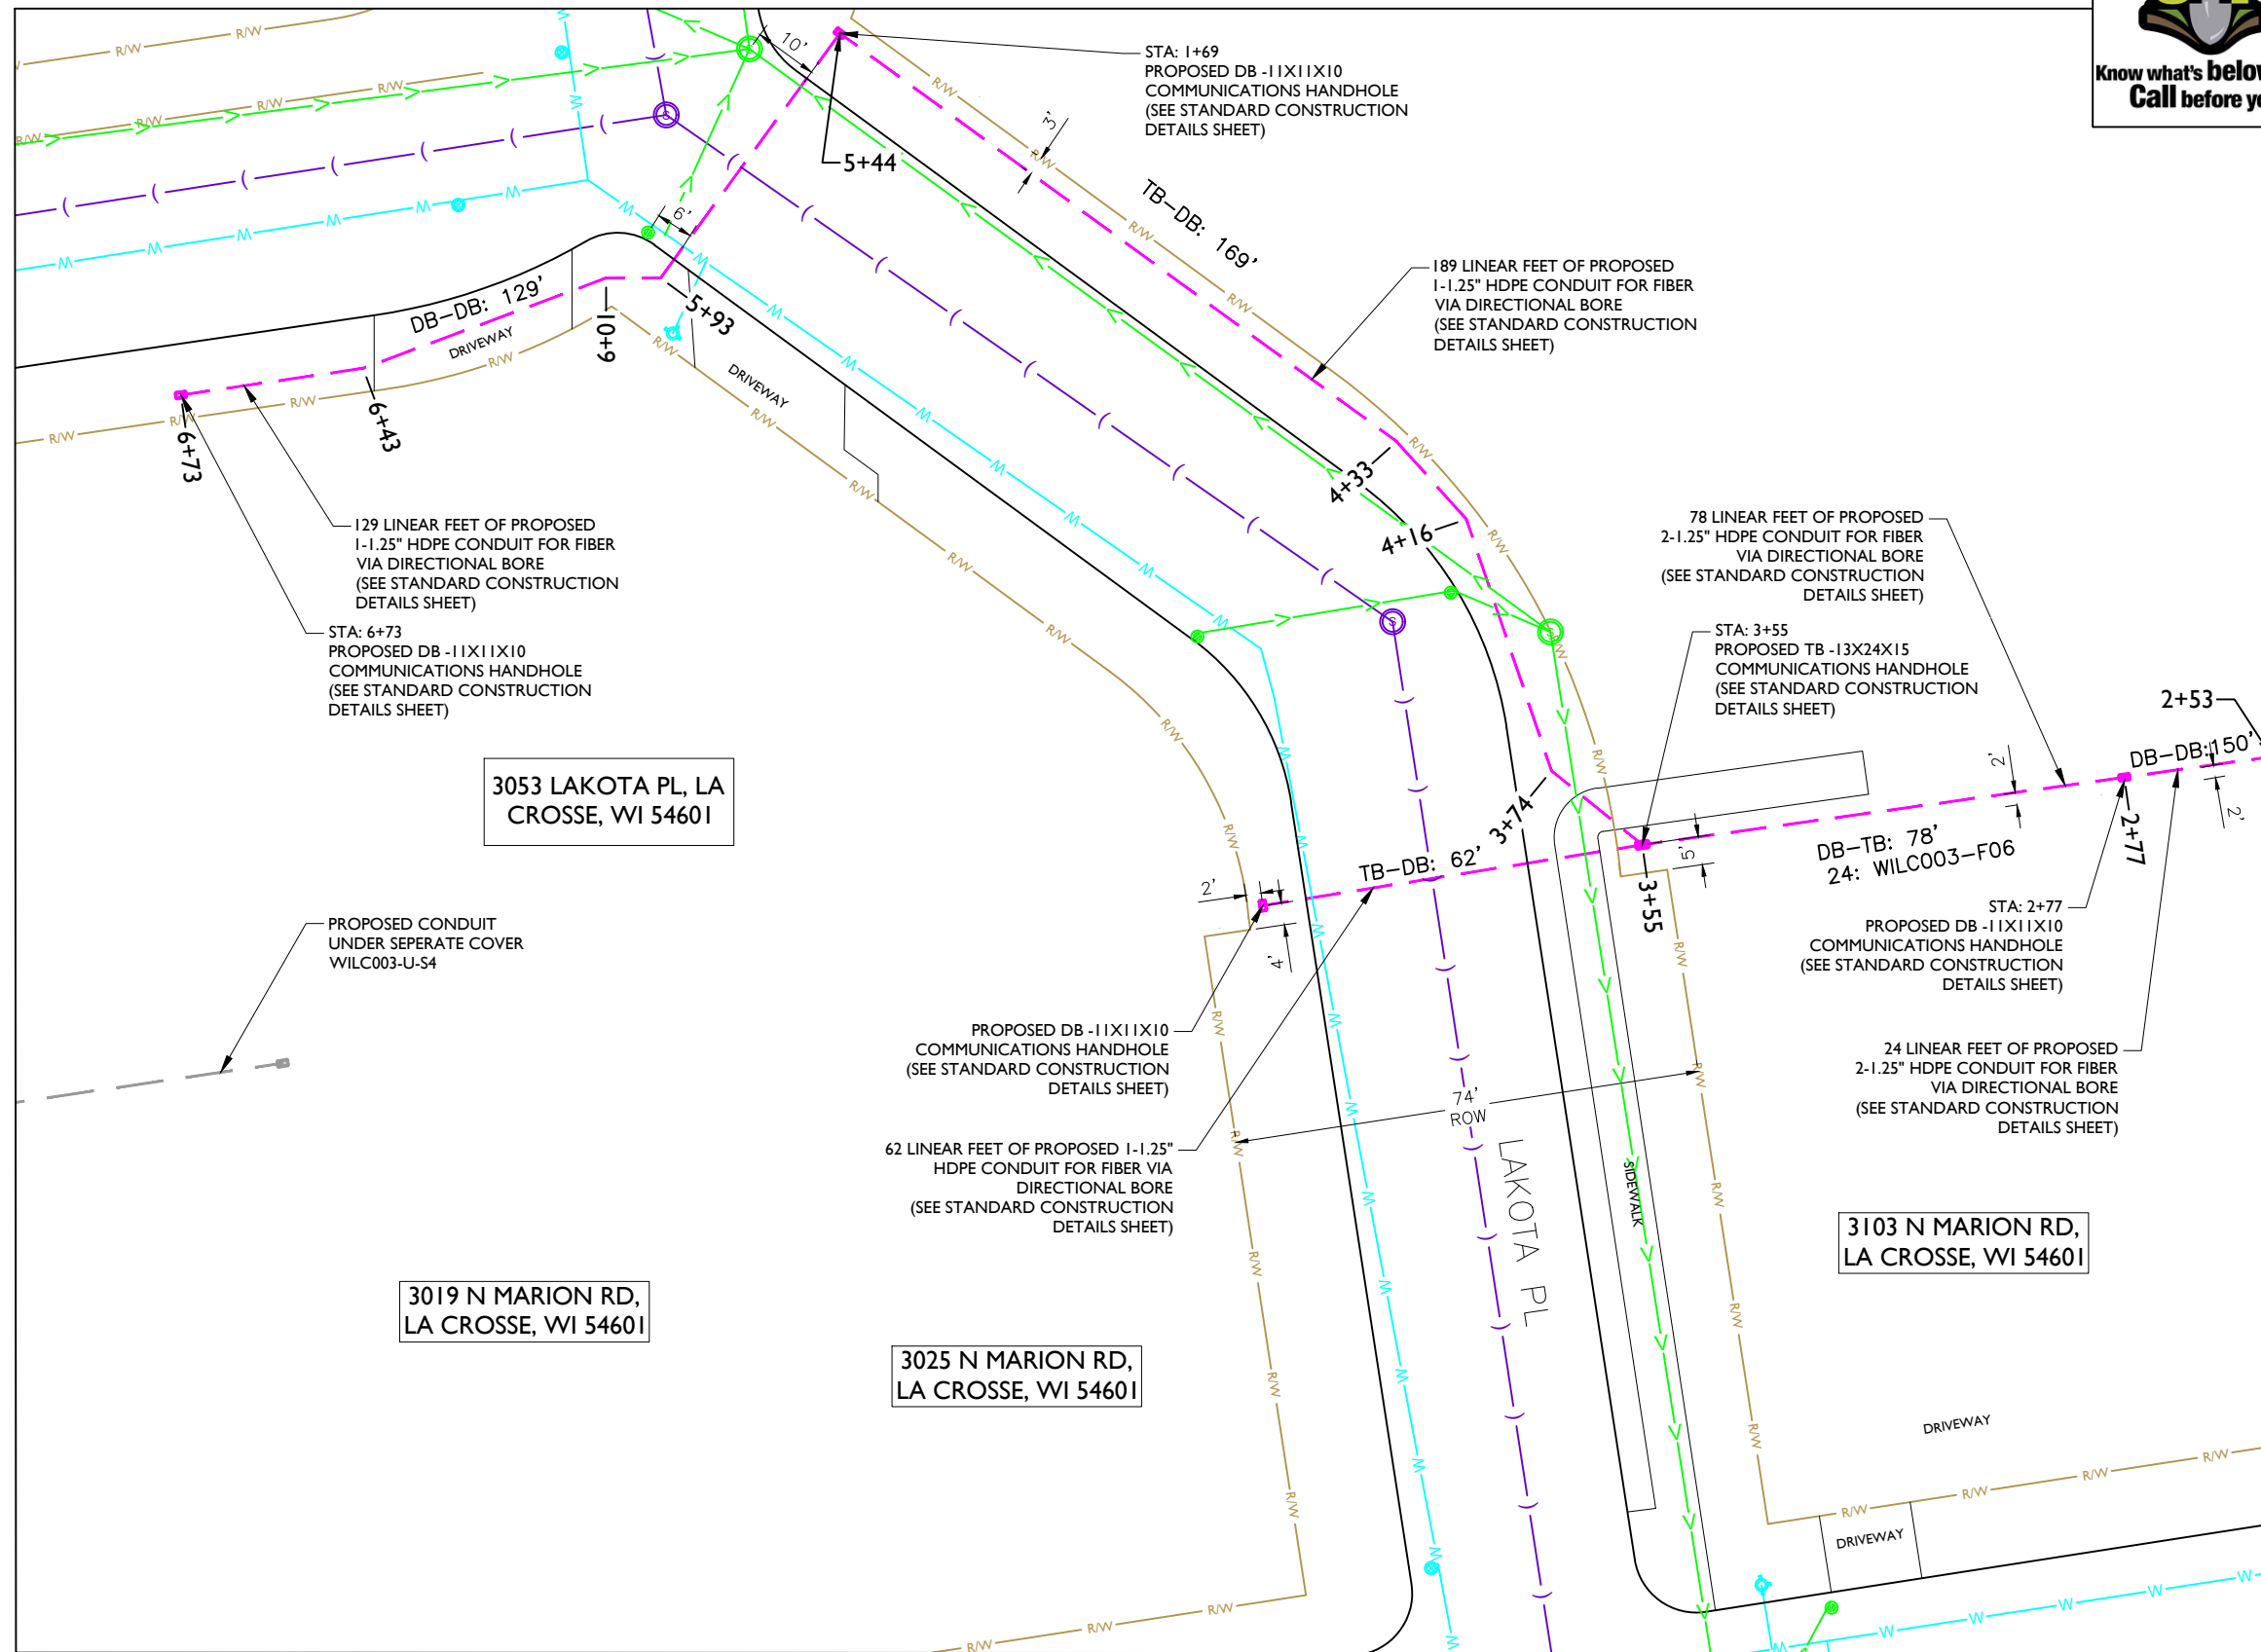 Know what's below
Call before yo
STA: 1+69
PROPOSED DB -11X11X10
COMMUNICATIONS HANDHOLE
(SEE STANDARD CONSTRUCTION
DETAILS SHEET)
10'
5+44
3'
TB-DB: 169'
6'
189 LINEAR FEET OF PROPOSED
1-1.25" HDPE CONDUIT FOR FIBER
VIA DIRECTIONAL BORE
(SEE STANDARD CONSTRUCTION
DETAILS SHEET)
DB-DB: 129'
DRIVEWAY
10+9
5+93
DRIVEWAY
6+43
6+73
4+33
4+16
129 LINEAR FEET OF PROPOSED
1-1.25" HDPE CONDUIT FOR FIBER
VIA DIRECTIONAL BORE
(SEE STANDARD CONSTRUCTION
DETAILS SHEET)
STA: 6+73
PROPOSED DB -11X11X10
COMMUNICATIONS HANDHOLE
(SEE STANDARD CONSTRUCTION
DETAILS SHEET)
78 LINEAR FEET OF PROPOSED
2-1.25" HDPE CONDUIT FOR FIBER
VIA DIRECTIONAL BORE
(SEE STANDARD CONSTRUCTION
DETAILS SHEET)
STA: 3+55
PROPOSED TB -13X24X15
COMMUNICATIONS HANDHOLE
(SEE STANDARD CONSTRUCTION
DETAILS SHEET)
2+53
DB-DB:150'
2'
2'
2+77
3053 LAKOTA PL, LA
CROSSE, WI 54601
3+74
TB-DB: 62'
5'
3+55
DB-TB: 78'
24: WILC003-F06
2'
4'
STA: 2+77
PROPOSED DB -11X11X10
COMMUNICATIONS HANDHOLE
(SEE STANDARD CONSTRUCTION
DETAILS SHEET)
PROPOSED CONDUIT
UNDER SEPERATE COVER
WILC003-U-S4
PROPOSED DB -11X11X10
COMMUNICATIONS HANDHOLE
(SEE STANDARD CONSTRUCTION
DETAILS SHEET)
24 LINEAR FEET OF PROPOSED
2-1.25" HDPE CONDUIT FOR FIBER
VIA DIRECTIONAL BORE
(SEE STANDARD CONSTRUCTION
DETAILS SHEET)
74'
ROW
62 LINEAR FEET OF PROPOSED 1-1.25"
HDPE CONDUIT FOR FIBER VIA
DIRECTIONAL BORE
(SEE STANDARD CONSTRUCTION
DETAILS SHEET)
LAKOTA PL
SIDEWALK
3103 N MARION RD,
LA CROSSE, WI 54601
3019 N MARION RD,
LA CROSSE, WI 54601
3025 N MARION RD,
LA CROSSE, WI 54601
DRIVEWAY
DRIVEWAY